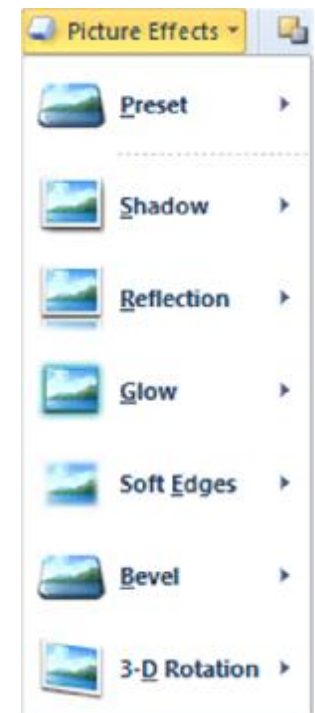 Picture Effects
Preset
Shadow
Reflection
Glow
Soft Edges
Bevel
3-D Rotation